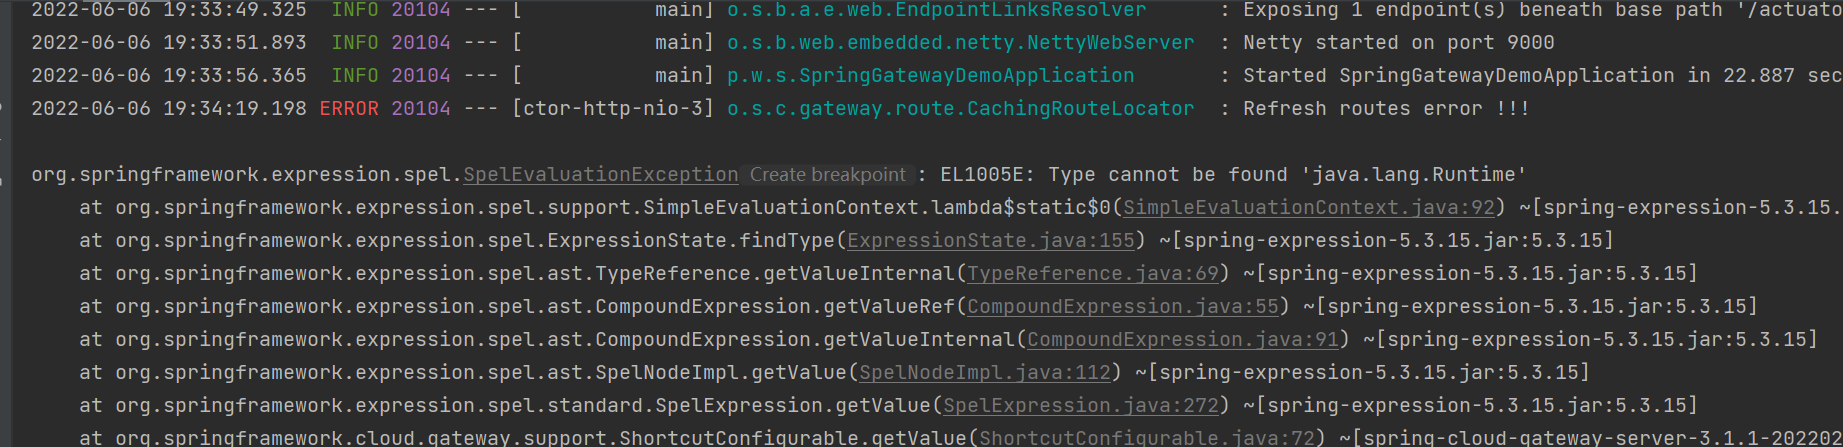 2022-06-06 19:33:49.325  INFO 20104 --- [           main] o.s.b.a.e.web.EndpointLinksResolver      : Exposing 1 endpoint(s) beneath base path '/actuato
2022-06-06 19:33:51.893  INFO 20104 --- [           main] o.s.b.web.embedded.netty.NettyWebServer  : Netty started on port 9000
2022-06-06 19:33:56.365  INFO 20104 --- [           main] p.w.s.SpringGatewayDemoApplication       : Started SpringGatewayDemoApplication in 22.887 sec
2022-06-06 19:34:19.198 ERROR 20104 --- [ctor-http-nio-3] o.s.c.gateway.route.CachingRouteLocator  : Refresh routes error !!!
org.springframework.expression.spel.SpelEvaluationException Create breakpoint : EL1005E: Type cannot be found 'java.lang.Runtime'
    at org.springframework.expression.spel.support.SimpleEvaluationContext.lambda$static$0(SimpleEvaluationContext.java:92) ~[spring-expression-5.3.15.
    at org.springframework.expression.spel.ExpressionState.findType(ExpressionState.java:155) ~[spring-expression-5.3.15.jar:5.3.15]
    at org.springframework.expression.spel.ast.TypeReference.getValueInternal(TypeReference.java:69) ~[spring-expression-5.3.15.jar:5.3.15]
    at org.springframework.expression.spel.ast.CompoundExpression.getValueRef(CompoundExpression.java:55) ~[spring-expression-5.3.15.jar:5.3.15]
    at org.springframework.expression.spel.ast.CompoundExpression.getValueInternal(CompoundExpression.java:91) ~[spring-expression-5.3.15.jar:5.3.15]
    at org.springframework.expression.spel.ast.SpelNodeImpl.getValue(SpelNodeImpl.java:112) ~[spring-expression-5.3.15.jar:5.3.15]
    at org.springframework.expression.spel.standard.SpelExpression.getValue(SpelExpression.java:272) ~[spring-expression-5.3.15.jar:5.3.15]
    at org.springframework.cloud.gateway.support.ShortcutConfigurable.getValue(ShortcutConfigurable.java:72) ~[spring-cloud-gateway-server-3.1.1-202202